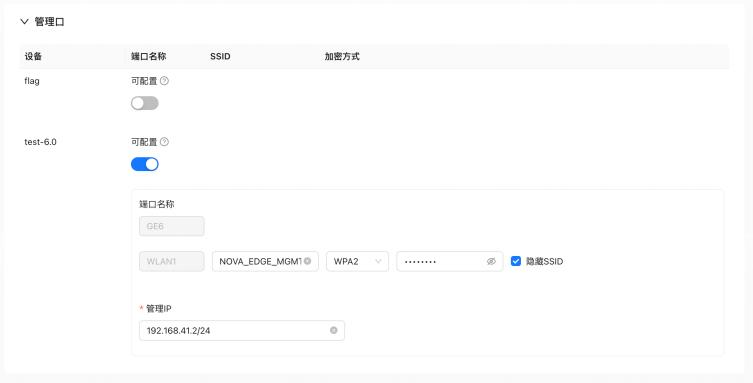 管理口
设备 端口名称 SSID 加密方式
flag 可配置
test-6.0 可配置
端口名称
GE6
WLAN1 NOVA_EDGE_MGMT WPA2 •••••••• 隐藏SSID
* 管理IP
192.168.41.2/24